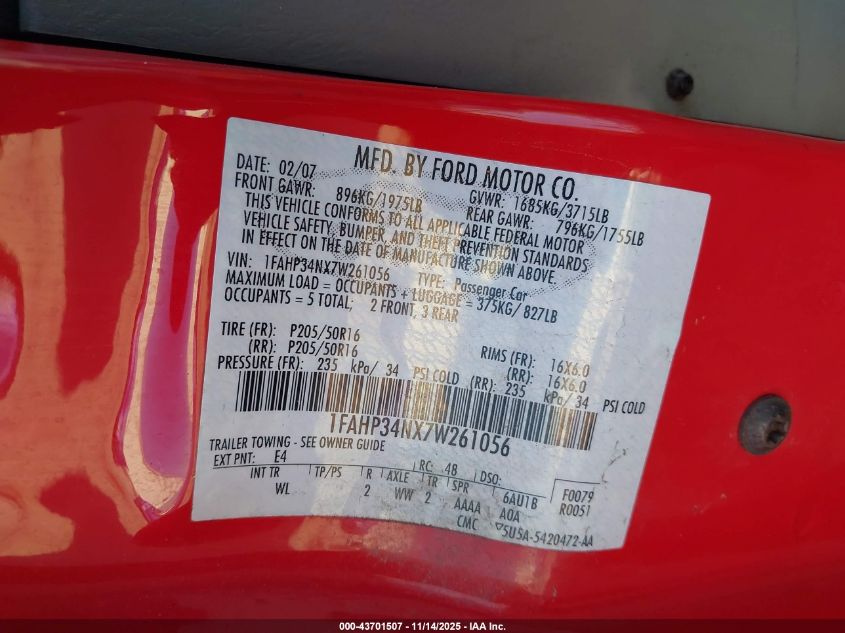 MFD. BY FORD MOTOR CO.
DATE: 02/07 GVWR: 1685KG/3715LB
FRONT GAWR: 896KG/1975LB REAR GAWR: 796KG/1755LB
THIS VEHICLE CONFORMS TO ALL APPLICABLE FEDERAL MOTOR
VEHICLE SAFETY, BUMPER, AND THEFT PREVENTION STANDARDS
IN EFFECT ON THE DATE OF MANUFACTURE SHOWN ABOVE.
VIN: 1FAHP34NX7W261056 TYPE: Passenger Car
MAXIMUM LOAD = OCCUPANTS + LUGGAGE = 375KG/ 827LB
OCCUPANTS = 5 TOTAL; 2 FRONT, 3 REAR
TIRE (FR): P205/50R16 RIMS (FR): 16X6.0
(RR): P205/50R16 (RR): 16X6.0
PRESSURE (FR): 235 kPa/ 34 PSI COLD (RR): 235 kPa/ 34 PSI COLD
1FAHP34NX7W261056
TRAILER TOWING - SEE OWNER GUIDE
EXT PNT: E4 RC: 48 DSO: F0079
INT TR TP/PS R AXLE TR SPR 6AU1B R0051
WL 2 WW 2 AAAA AOA
CMC 5U5A-5420472-AA
000-43701507 - 11/14/2025 - IAA Inc.